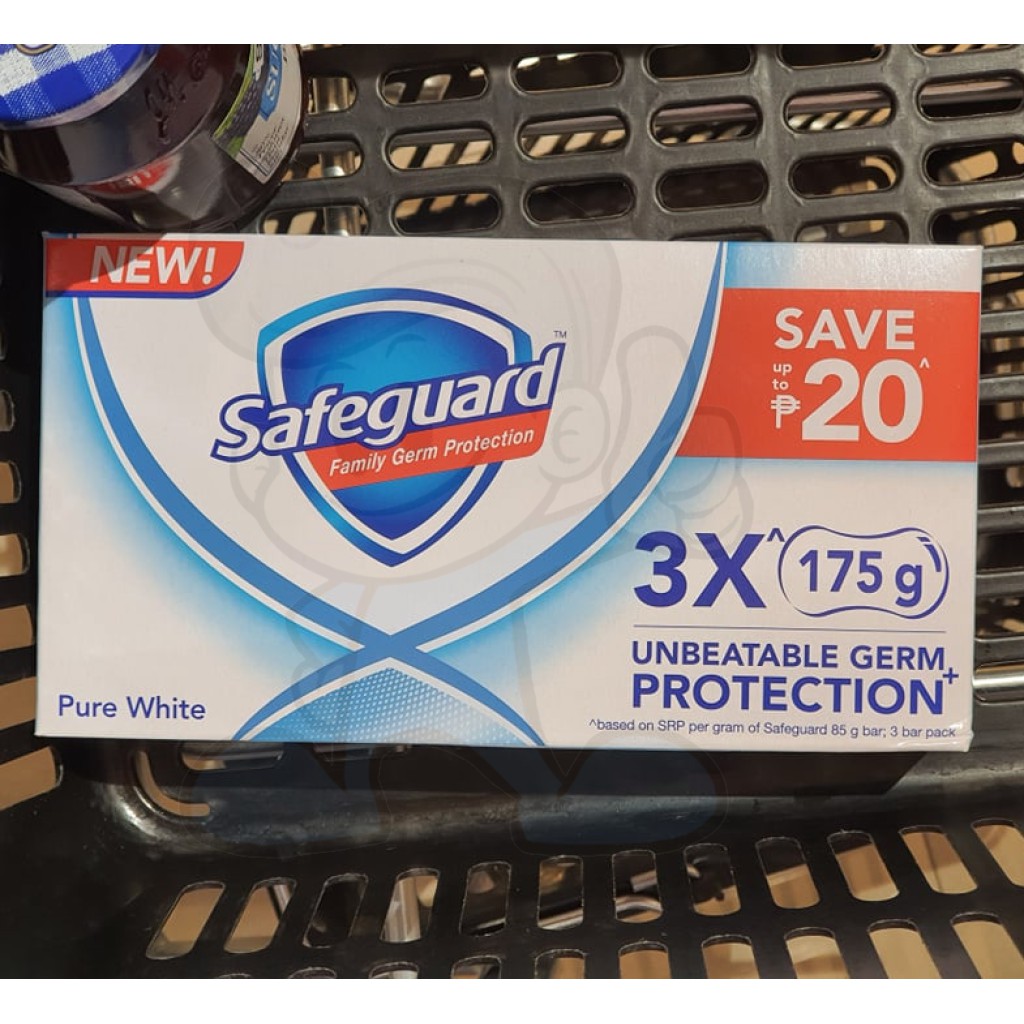 NEW!
Safeguard™
Family Germ Protection
SAVE
up to ₱20^
3X^ 175 g
UNBEATABLE GERM
PROTECTION+
^based on SRP per gram of Safeguard 85 g bar; 3 bar pack
Pure White